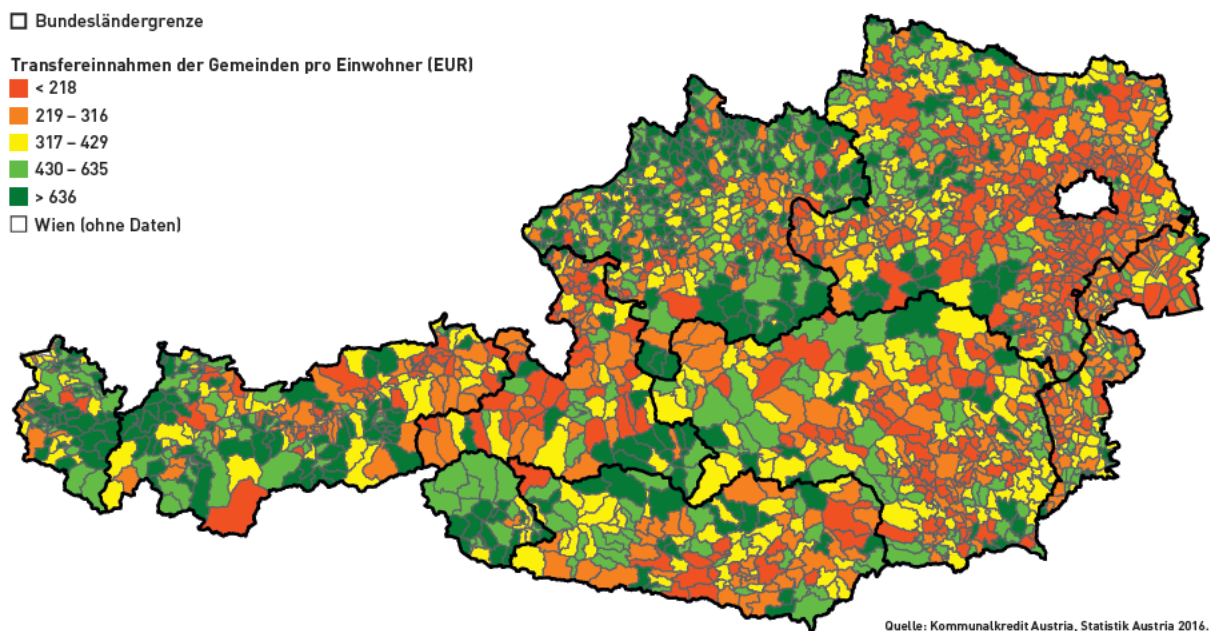 Bundesländergrenze
Transfereinnahmen der Gemeinden pro Einwohner (EUR)
< 218
219 – 316
317 – 429
430 – 635
> 636
Wien (ohne Daten)
Quelle: Kommunalkredit Austria, Statistik Austria 2016.